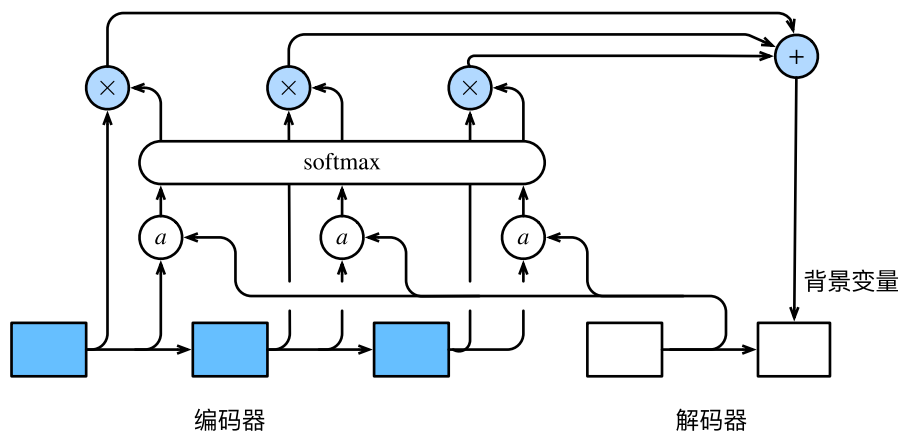 +
× × ×
softmax
a a a
背景变量
编码器 解码器